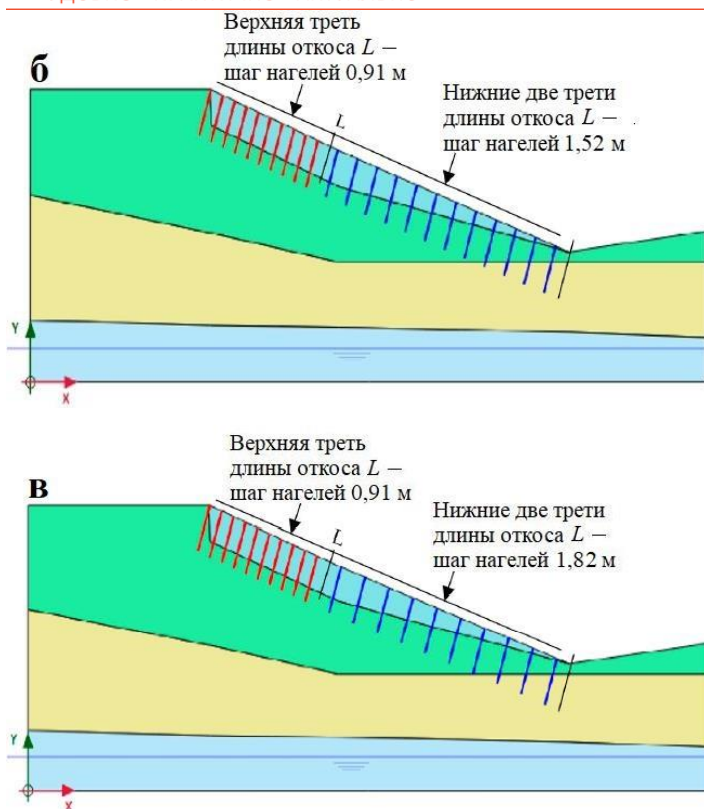 б
Верхняя треть
длины откоса L –
шаг нагелей 0,91 м
Нижние две трети
длины откоса L –
шаг нагелей 1,52 м
L
Y
X
в
Верхняя треть
длины откоса L –
шаг нагелей 0,91 м
Нижние две трети
длины откоса L –
шаг нагелей 1,82 м
L
Y
X